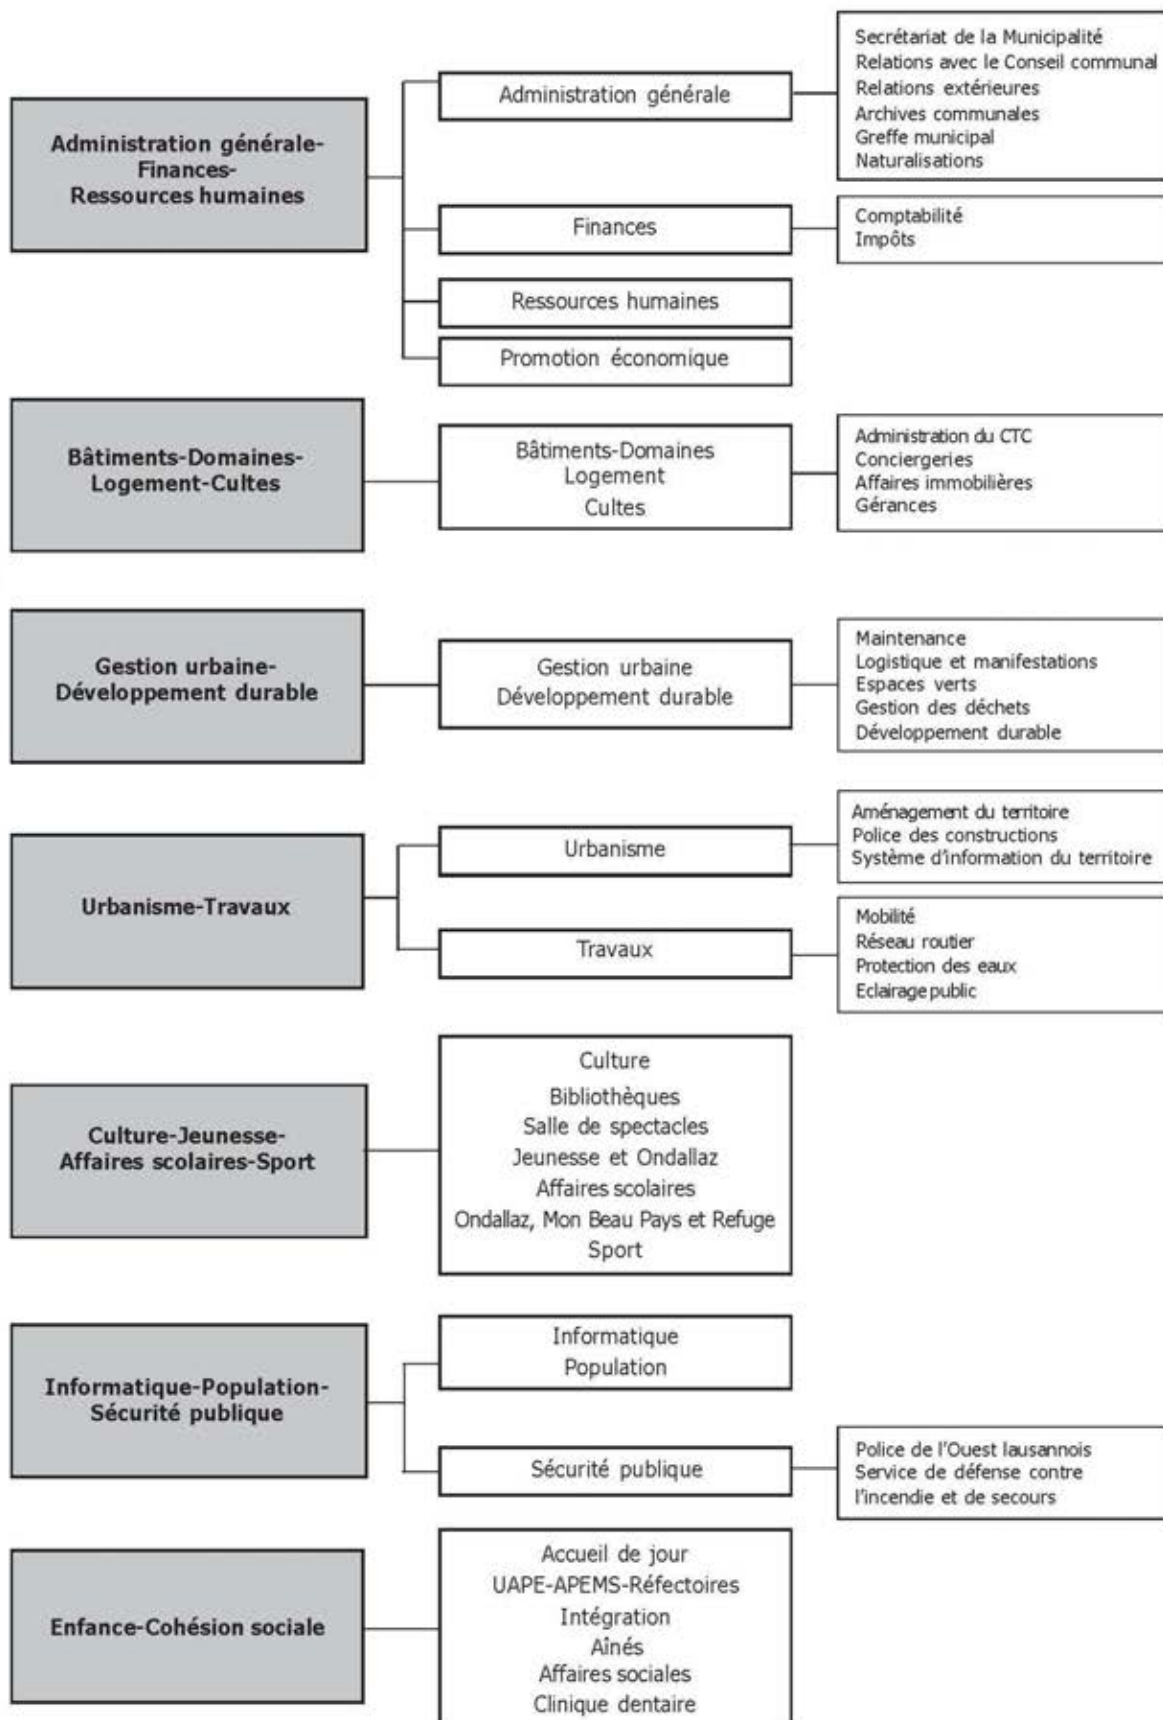 Administration générale-
Finances-
Ressources humaines
Administration générale
Secrétariat de la Municipalité
Relations avec le Conseil communal
Relations extérieures
Archives communales
Greffe municipal
Naturalisations
Finances
Comptabilité
Impôts
Ressources humaines
Promotion économique
Bâtiments-Domaines-
Logement-Cultes
Bâtiments-Domaines
Logement
Cultes
Administration du CTC
Conciergeries
Affaires immobilières
Gérances
Gestion urbaine-
Développement durable
Gestion urbaine
Développement durable
Maintenance
Logistique et manifestations
Espaces verts
Gestion des déchets
Développement durable
Urbanisme-Travaux
Urbanisme
Aménagement du territoire
Police des constructions
Système d'information du territoire
Travaux
Mobilité
Réseau routier
Protection des eaux
Eclairage public
Culture-Jeunesse-
Affaires scolaires-Sport
Culture
Bibliothèques
Salle de spectacles
Jeunesse et Ondallaz
Affaires scolaires
Ondallaz, Mon Beau Pays et Refuge
Sport
Informatique-Population-
Sécurité publique
Informatique
Population
Sécurité publique
Police de l'Ouest lausannois
Service de défense contre
l'incendie et de secours
Enfance-Cohésion sociale
Accueil de jour
UAPE-APEMS-Réfectoires
Intégration
Aînés
Affaires sociales
Clinique dentaire